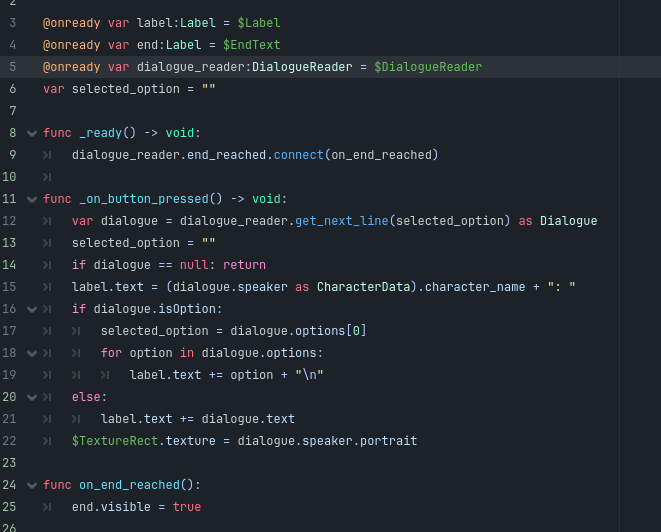 2
3 @onready var label:Label = $Label
4 @onready var end:Label = $EndText
5 @onready var dialogue_reader:DialogueReader = $DialogueReader
6 var selected_option = ""
7
8 func _ready() -> void:
9 dialogue_reader.end_reached.connect(on_end_reached)
10
11 func _on_button_pressed() -> void:
12 var dialogue = dialogue_reader.get_next_line(selected_option) as Dialogue
13 selected_option = ""
14 if dialogue == null: return
15 label.text = (dialogue.speaker as CharacterData).character_name + ": "
16 if dialogue.isOption:
17 selected_option = dialogue.options[0]
18 for option in dialogue.options:
19 label.text += option + "\n"
20 else:
21 label.text += dialogue.text
22 $TextureRect.texture = dialogue.speaker.portrait
23
24 func on_end_reached():
25 end.visible = true
26